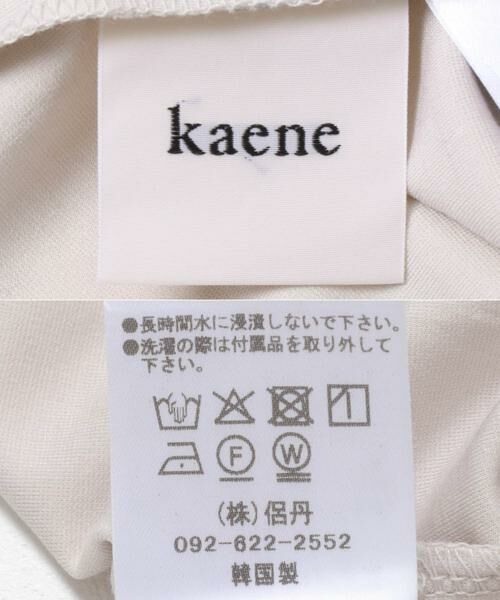 kaene
●長時間水に浸漬しないで下さい。
●洗濯の際は付属品を取り外して
下さい。
F W
(株)侶丹
092-622-2552
韓国製